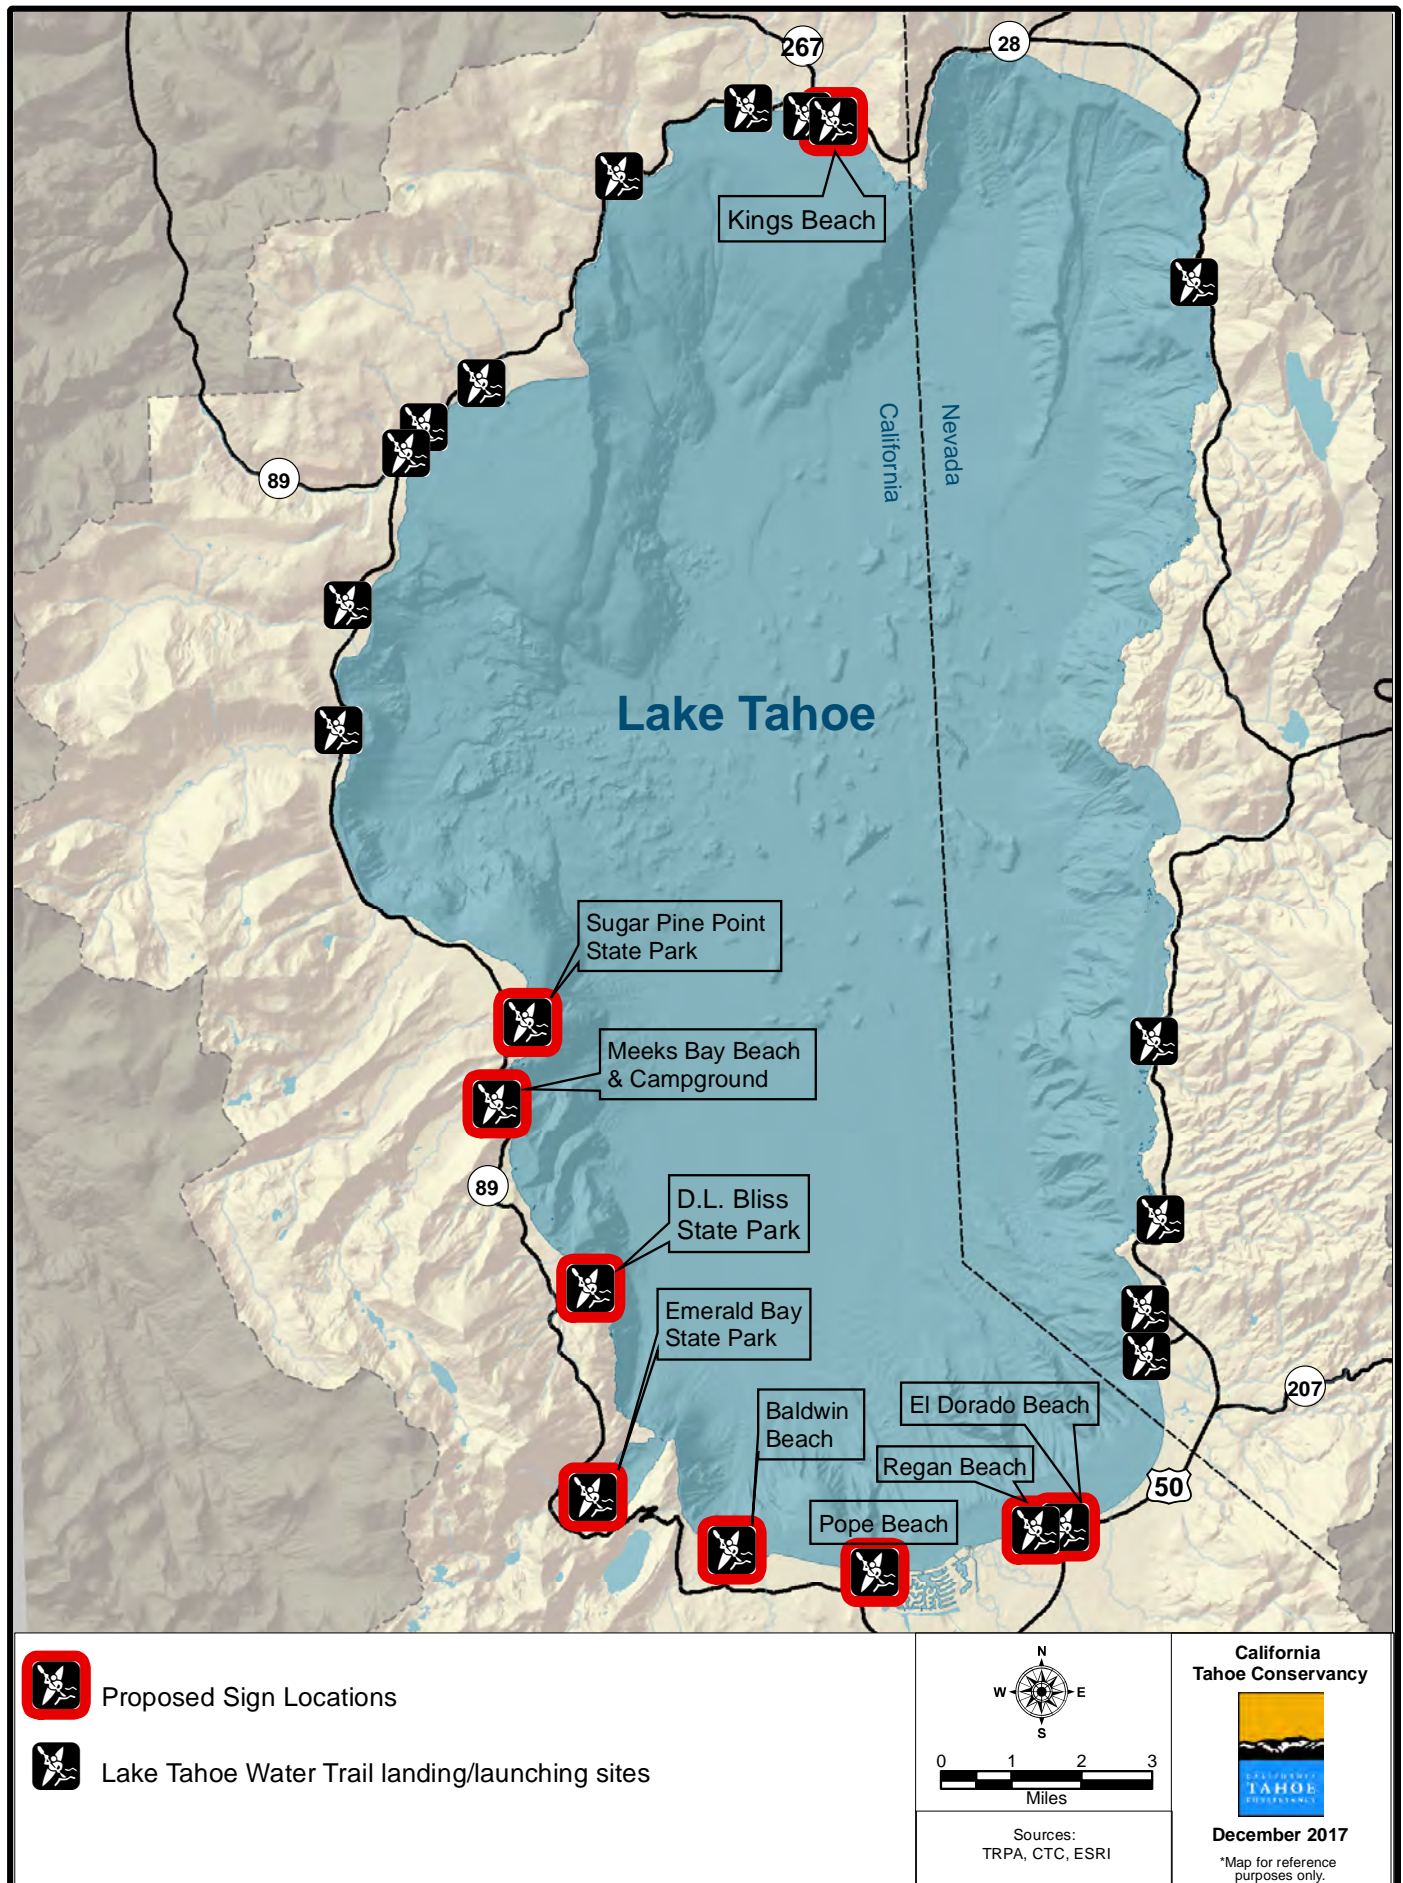 267
28
Kings Beach
California
Nevada
89
Lake Tahoe
Sugar Pine Point
State Park
Meeks Bay Beach
& Campground
89
D.L. Bliss
State Park
Emerald Bay
State Park
Baldwin
Beach
El Dorado Beach
Regan Beach
Pope Beach
207
50
Proposed Sign Locations
Lake Tahoe Water Trail landing/launching sites
N
W
E
S
0 1 2 3
Miles
Sources:
TRPA, CTC, ESRI
California
Tahoe Conservancy
CALIFORNIA
TAHOE
CONSERVANCY
December 2017
*Map for reference
purposes only.